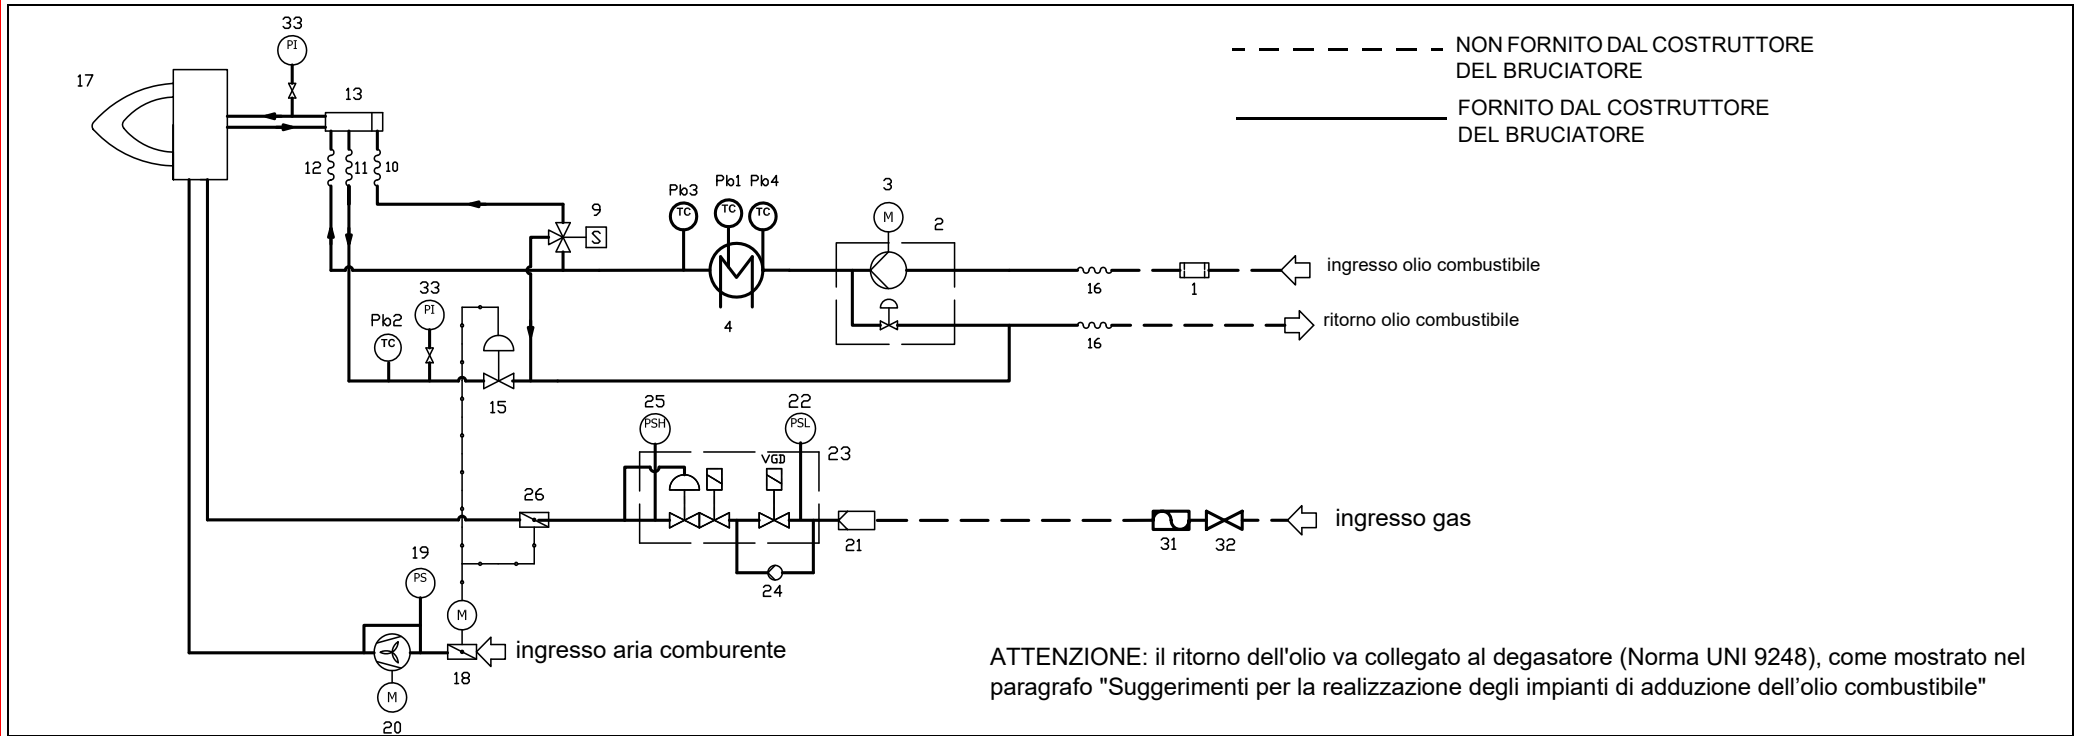 33
PI
17
13
12
11
10
NON FORNITO DAL COSTRUTTORE
DEL BRUCIATORE
FORNITO DAL COSTRUTTORE
DEL BRUCIATORE
9
S
Pb3
TC
Pb1
TC
Pb4
TC
3
M
2
4
16
1
ingresso olio combustibile
16
ritorno olio combustibile
33
PI
Pb2
TC
15
25
PSH
22
PSL
23
VGD
26
21
24
31
32
ingresso gas
19
PS
M
18
ingresso aria comburente
M
20
ATTENZIONE: il ritorno dell'olio va collegato al degasatore (Norma UNI 9248), come mostrato nel
paragrafo "Suggerimenti per la realizzazione degli impianti di adduzione dell’olio combustibile"